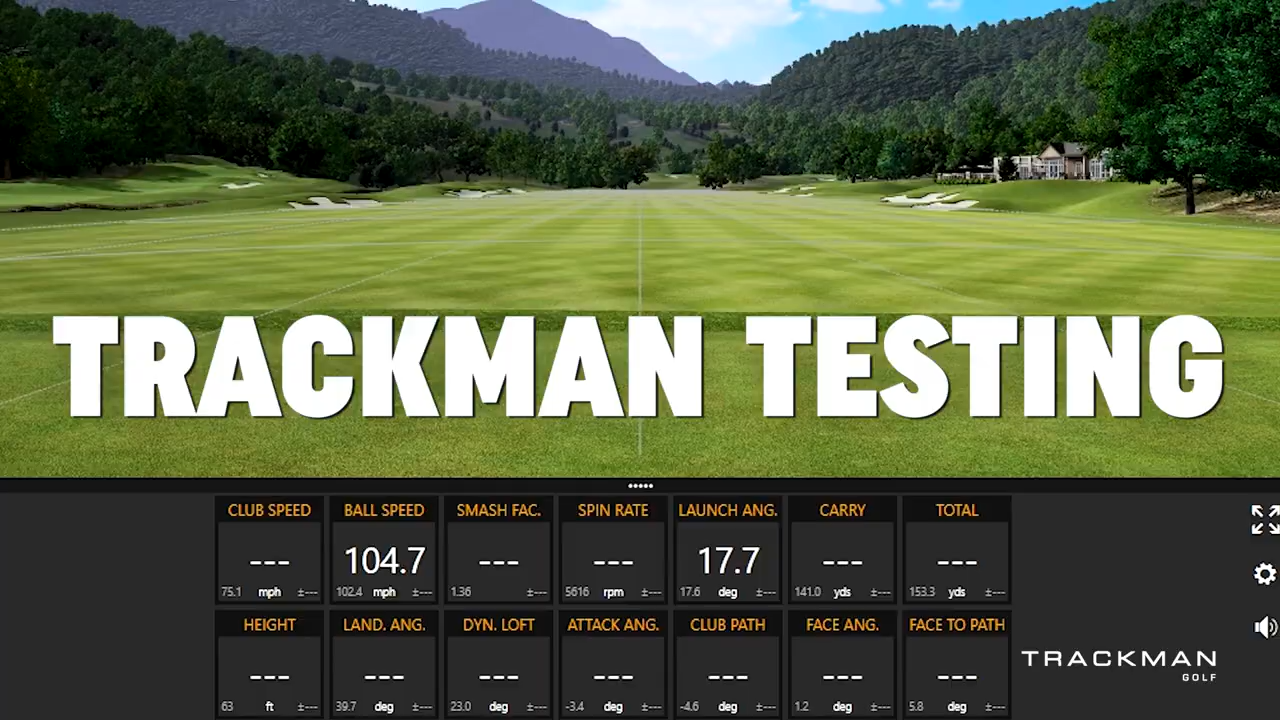 TRACKMAN TESTING
CLUB SPEED BALL SPEED SMASH FAC. SPIN RATE LAUNCH ANG. CARRY TOTAL
--- 104.7 --- --- 17.7 --- ---
75.1 mph ±--- 102.4 mph ±--- 1.36 ±--- 5616 rpm ±--- 17.6 deg ±--- 141.0 yds ±--- 153.3 yds ±---
HEIGHT LAND. ANG. DYN. LOFT ATTACK ANG. CLUB PATH FACE ANG. FACE TO PATH
--- --- --- --- --- --- ---
63 ft ±--- 39.7 deg ±--- 23.0 deg ±--- -3.4 deg ±--- -4.6 deg ±--- 1.2 deg ±--- 5.8 deg ±---
TRACKMAN
GOLF